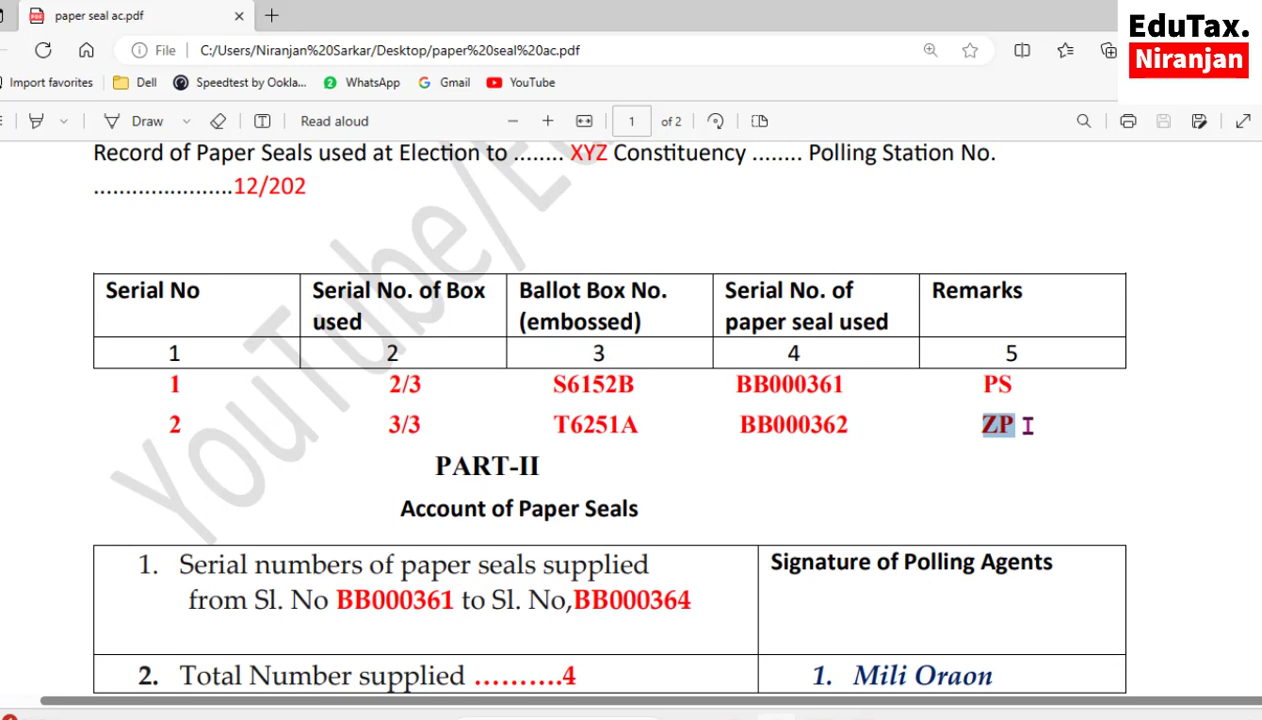 paper seal ac.pdf
EduTax.
Niranjan
File C:/Users/Niranjan%20Sarkar/Desktop/paper%20seal%20ac.pdf
Import favorites Dell Speedtest by Ookla... WhatsApp Gmail YouTube
Draw Read aloud 1 of 2
Record of Paper Seals used at Election to ........ XYZ Constituency ........ Polling Station No.
......................12/202
Serial No Serial No. of Box used Ballot Box No. (embossed) Serial No. of paper seal used Remarks
1 2 3 4 5
1 2/3 S6152B BB000361 PS
2 3/3 T6251A BB000362 ZP
PART-II
Account of Paper Seals
1. Serial numbers of paper seals supplied
from Sl. No BB000361 to Sl. No,BB000364
Signature of Polling Agents
2. Total Number supplied ..........4
1. Mili Oraon